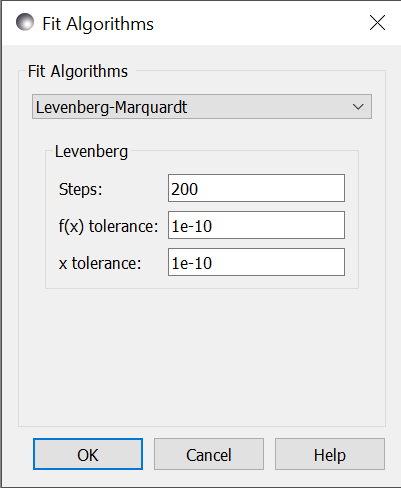 Fit Algorithms
Fit Algorithms
Levenberg-Marquardt
Levenberg
Steps: 200
f(x) tolerance: 1e-10
x tolerance: 1e-10
OK Cancel Help